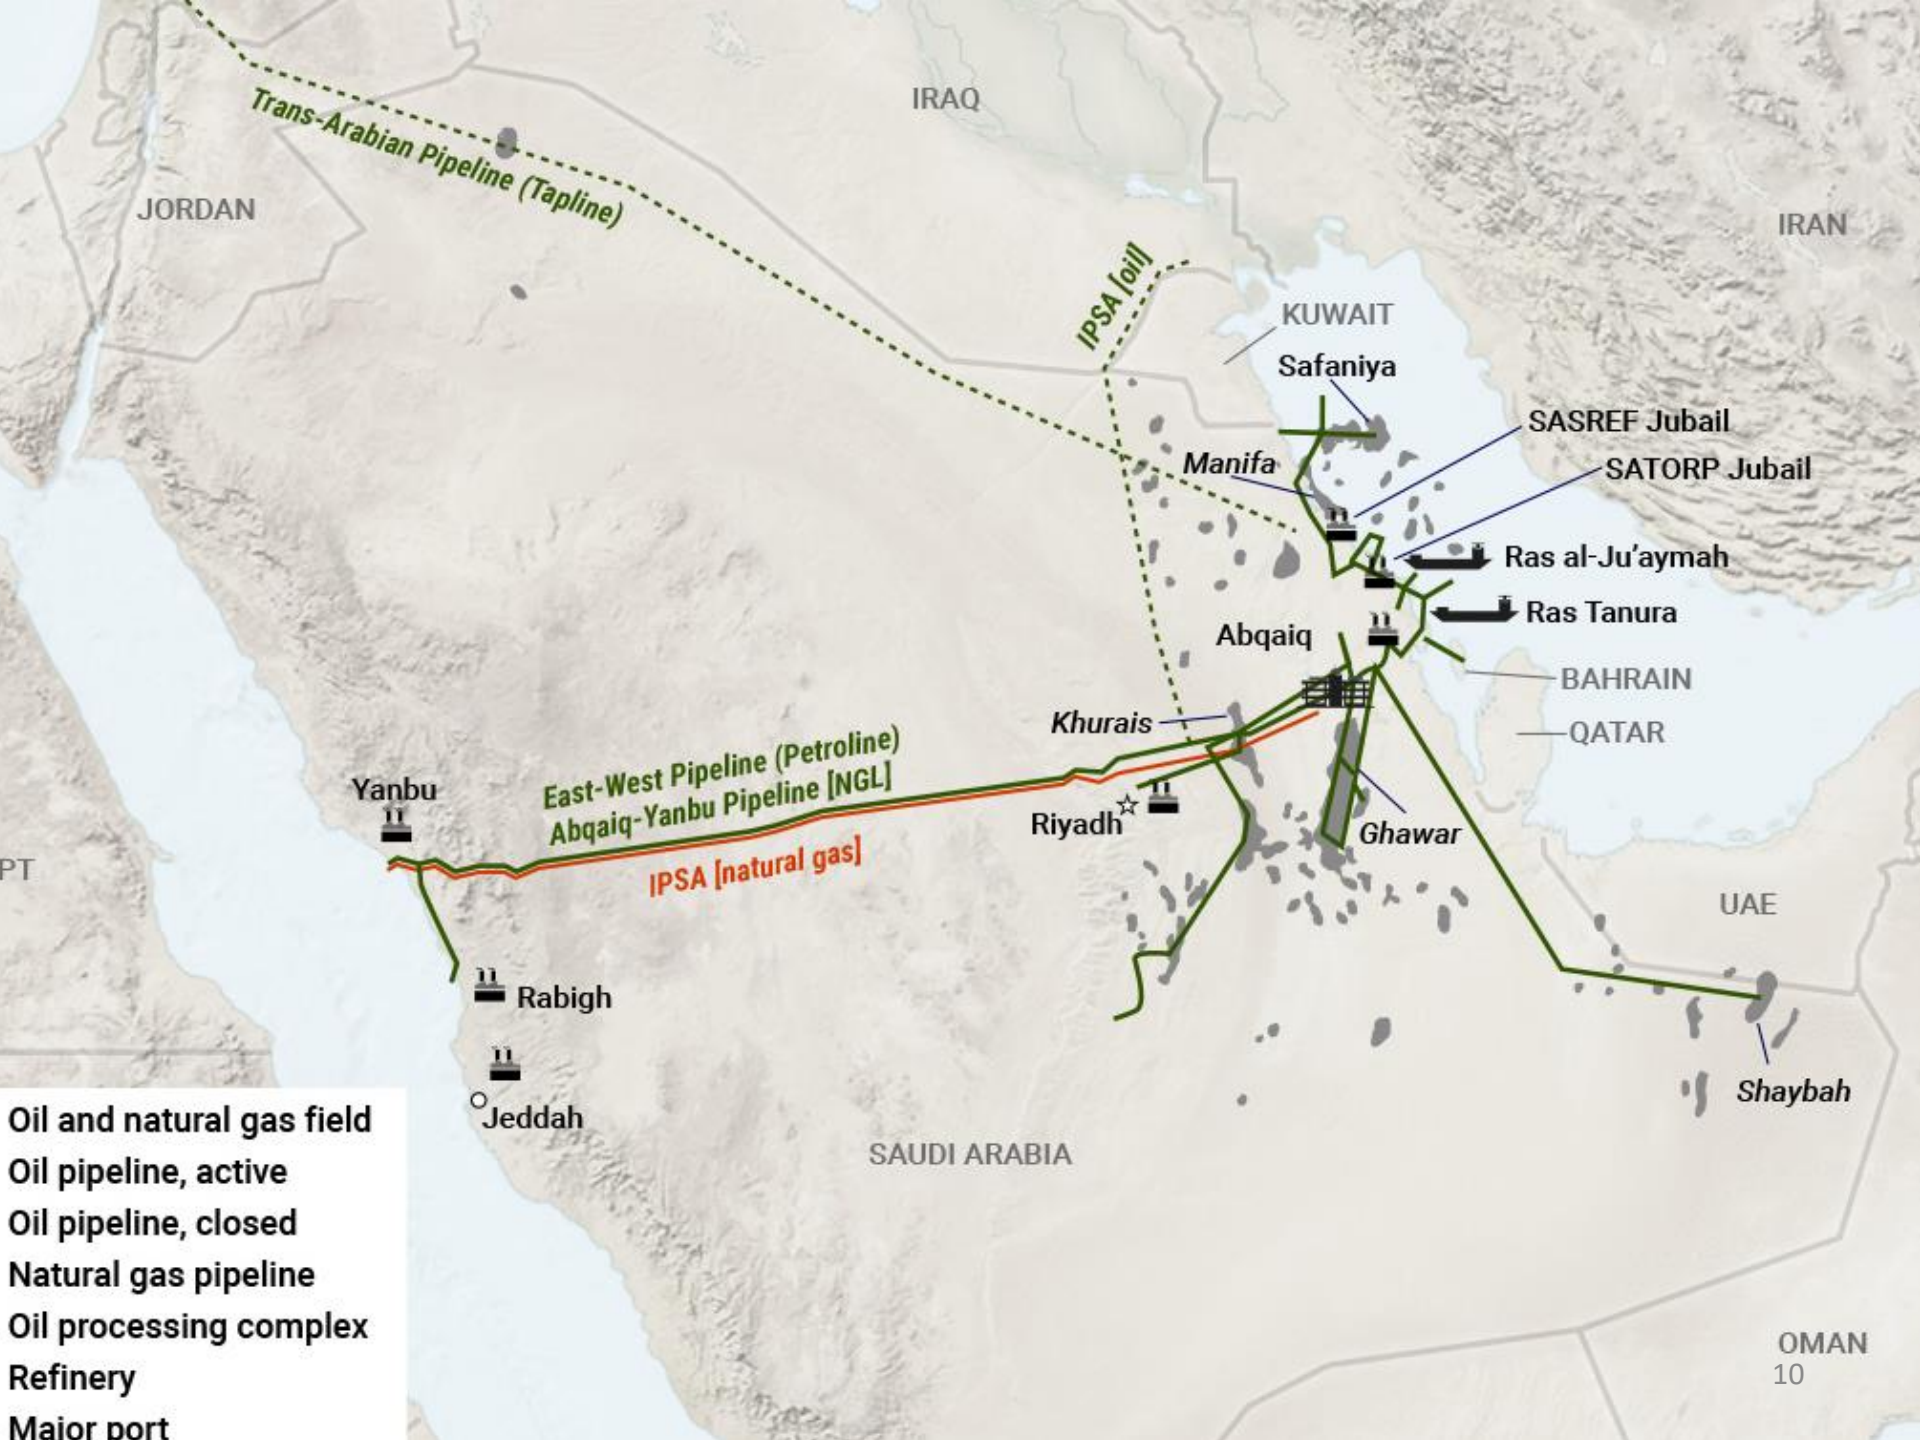 IRAQ
Trans-Arabian Pipeline (Tapline)
JORDAN
IRAN
IPSA [oil]
KUWAIT
Safaniya
SASREF Jubail
Manifa
SATORP Jubail
Ras al-Ju’aymah
Ras Tanura
Abqaiq
BAHRAIN
Khurais
QATAR
East-West Pipeline (Petroline)
Abqaiq-Yanbu Pipeline [NGL]
Yanbu
Riyadh
Ghawar
IPSA [natural gas]
PT
UAE
Rabigh
Shaybah
Jeddah
SAUDI ARABIA
Oil and natural gas field
Oil pipeline, active
Oil pipeline, closed
Natural gas pipeline
Oil processing complex
Refinery
Major port
OMAN
10